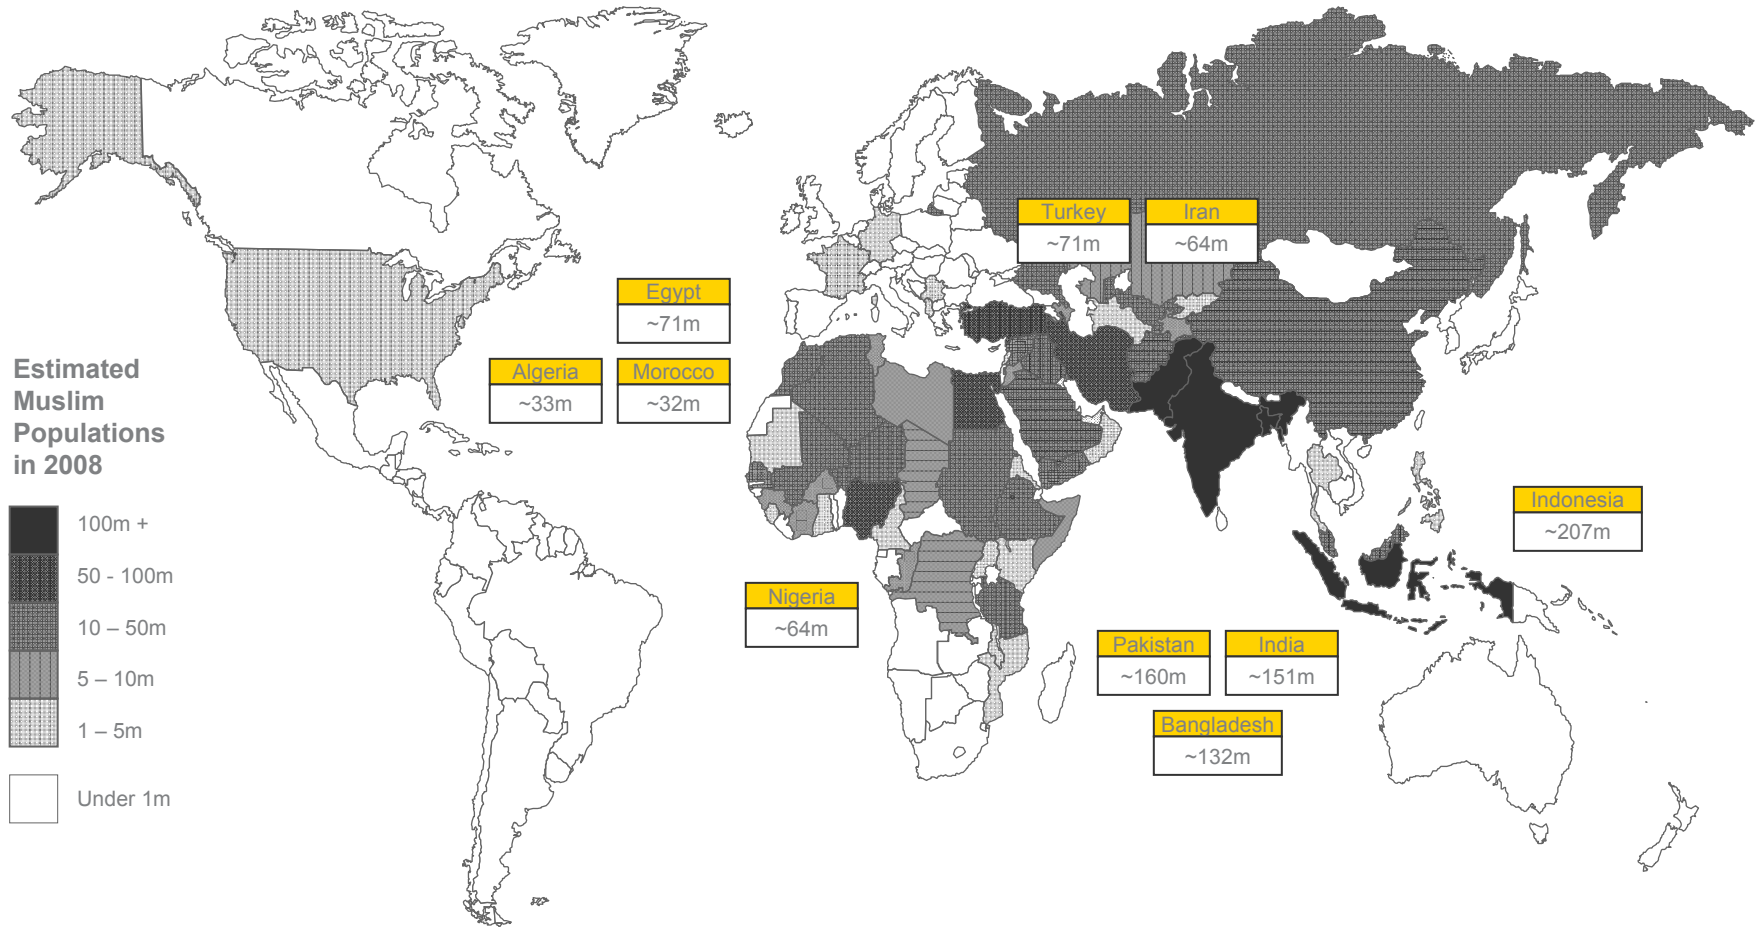 Turkey
~71m
Iran
~64m
Egypt
~71m
Algeria
~33m
Morocco
~32m
Estimated
Muslim
Populations
in 2008
100m +
50 - 100m
10 – 50m
5 – 10m
1 – 5m
Under 1m
Indonesia
~207m
Nigeria
~64m
Pakistan
~160m
India
~151m
Bangladesh
~132m